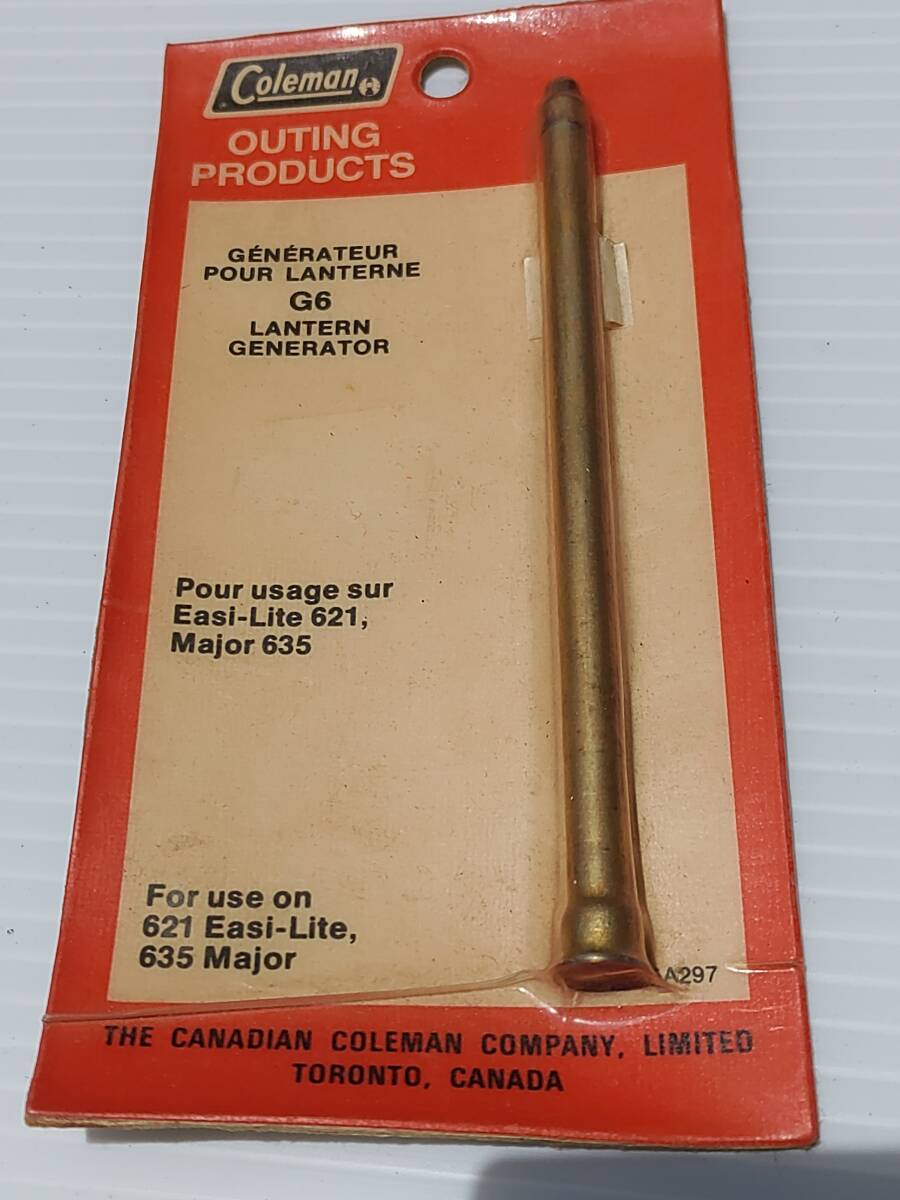 Coleman
OUTING
PRODUCTS
GÉNÉRATEUR
POUR LANTERNE
G6
LANTERN
GENERATOR
Pour usage sur
Easi-Lite 621,
Major 635
For use on
621 Easi-Lite,
635 Major
A297
THE CANADIAN COLEMAN COMPANY, LIMITED
TORONTO, CANADA